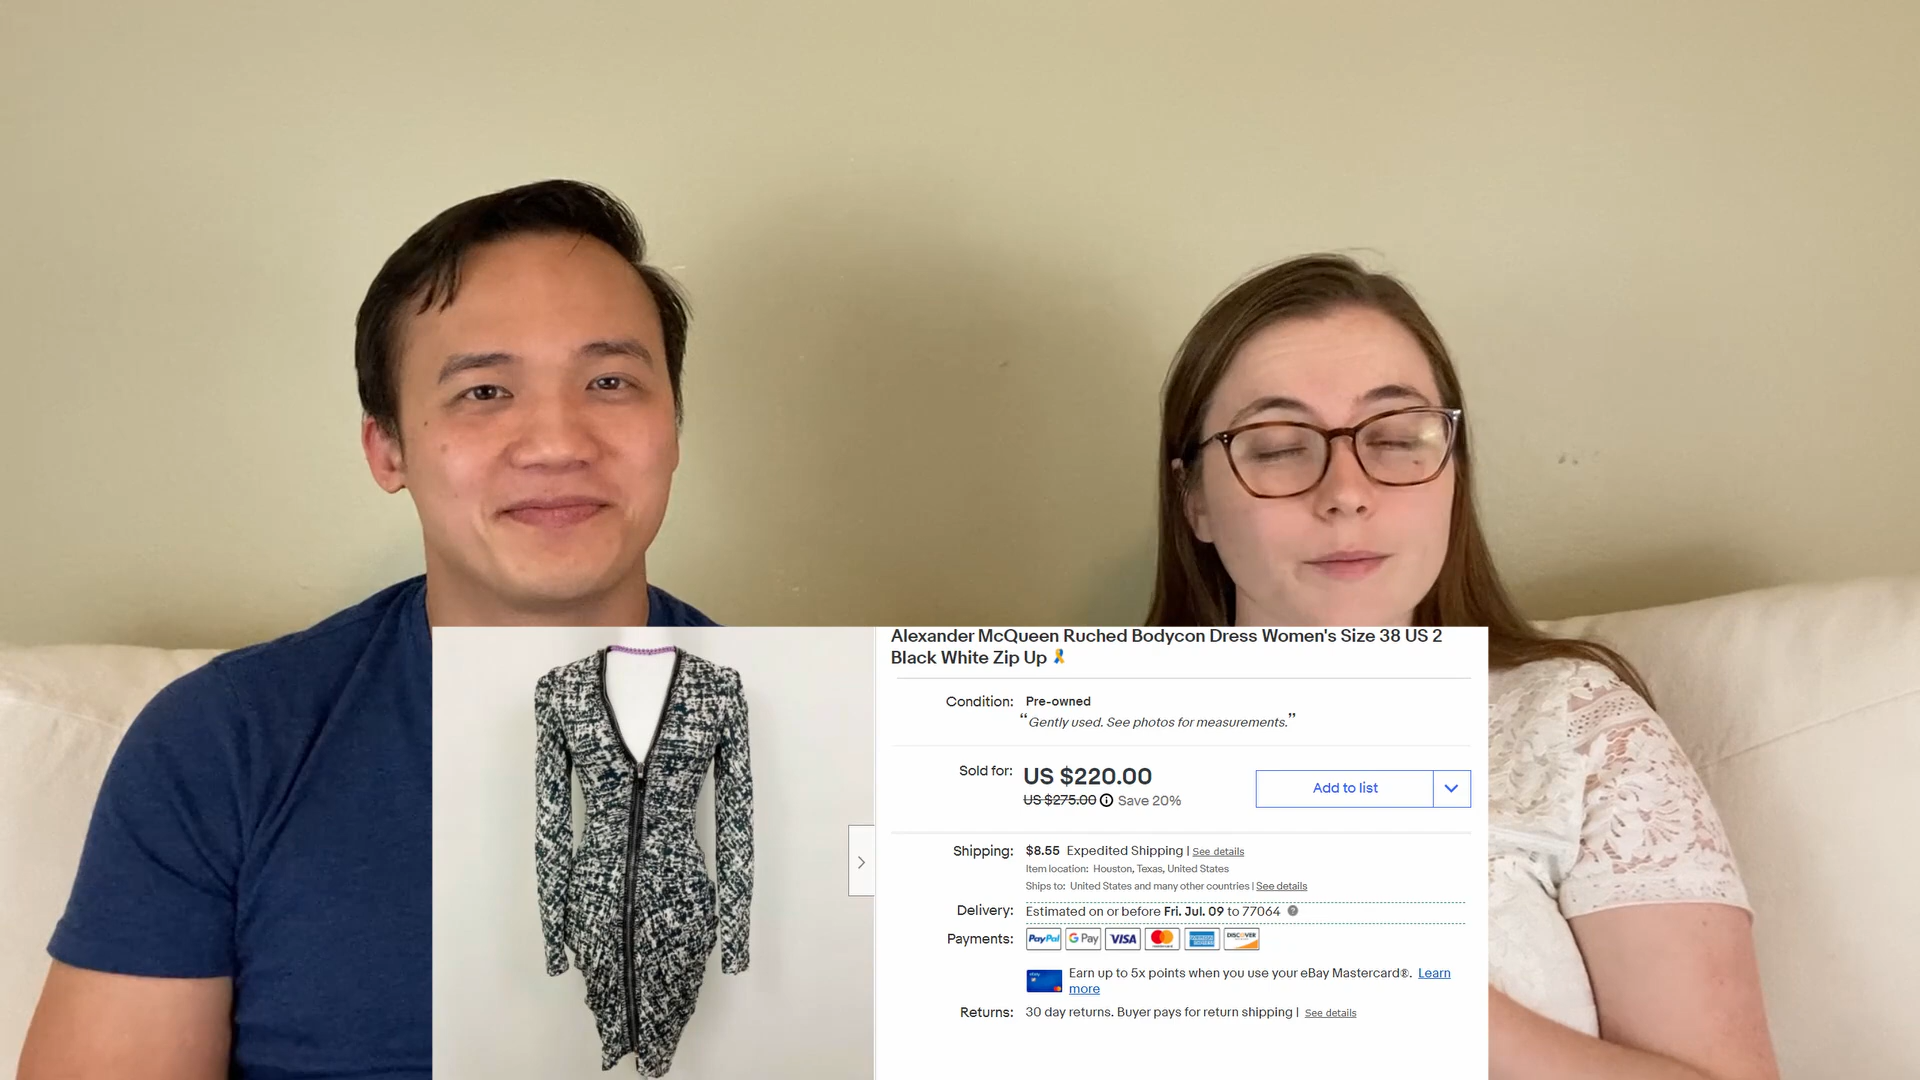 Alexander McQueen Ruched Bodycon Dress Women's Size 38 US 2
Black White Zip Up
Condition: Pre-owned
“Gently used. See photos for measurements.”
Sold for: US $220.00
US $275.00 Save 20%
Add to list
Shipping: $8.55 Expedited Shipping | See details
Item location: Houston, Texas, United States
Ships to: United States and many other countries | See details
Delivery: Estimated on or before Fri. Jul. 09 to 77064
Payments: PayPal G Pay VISA DISCOVER
Earn up to 5x points when you use your eBay Mastercard®. Learn
more
Returns: 30 day returns. Buyer pays for return shipping | See details